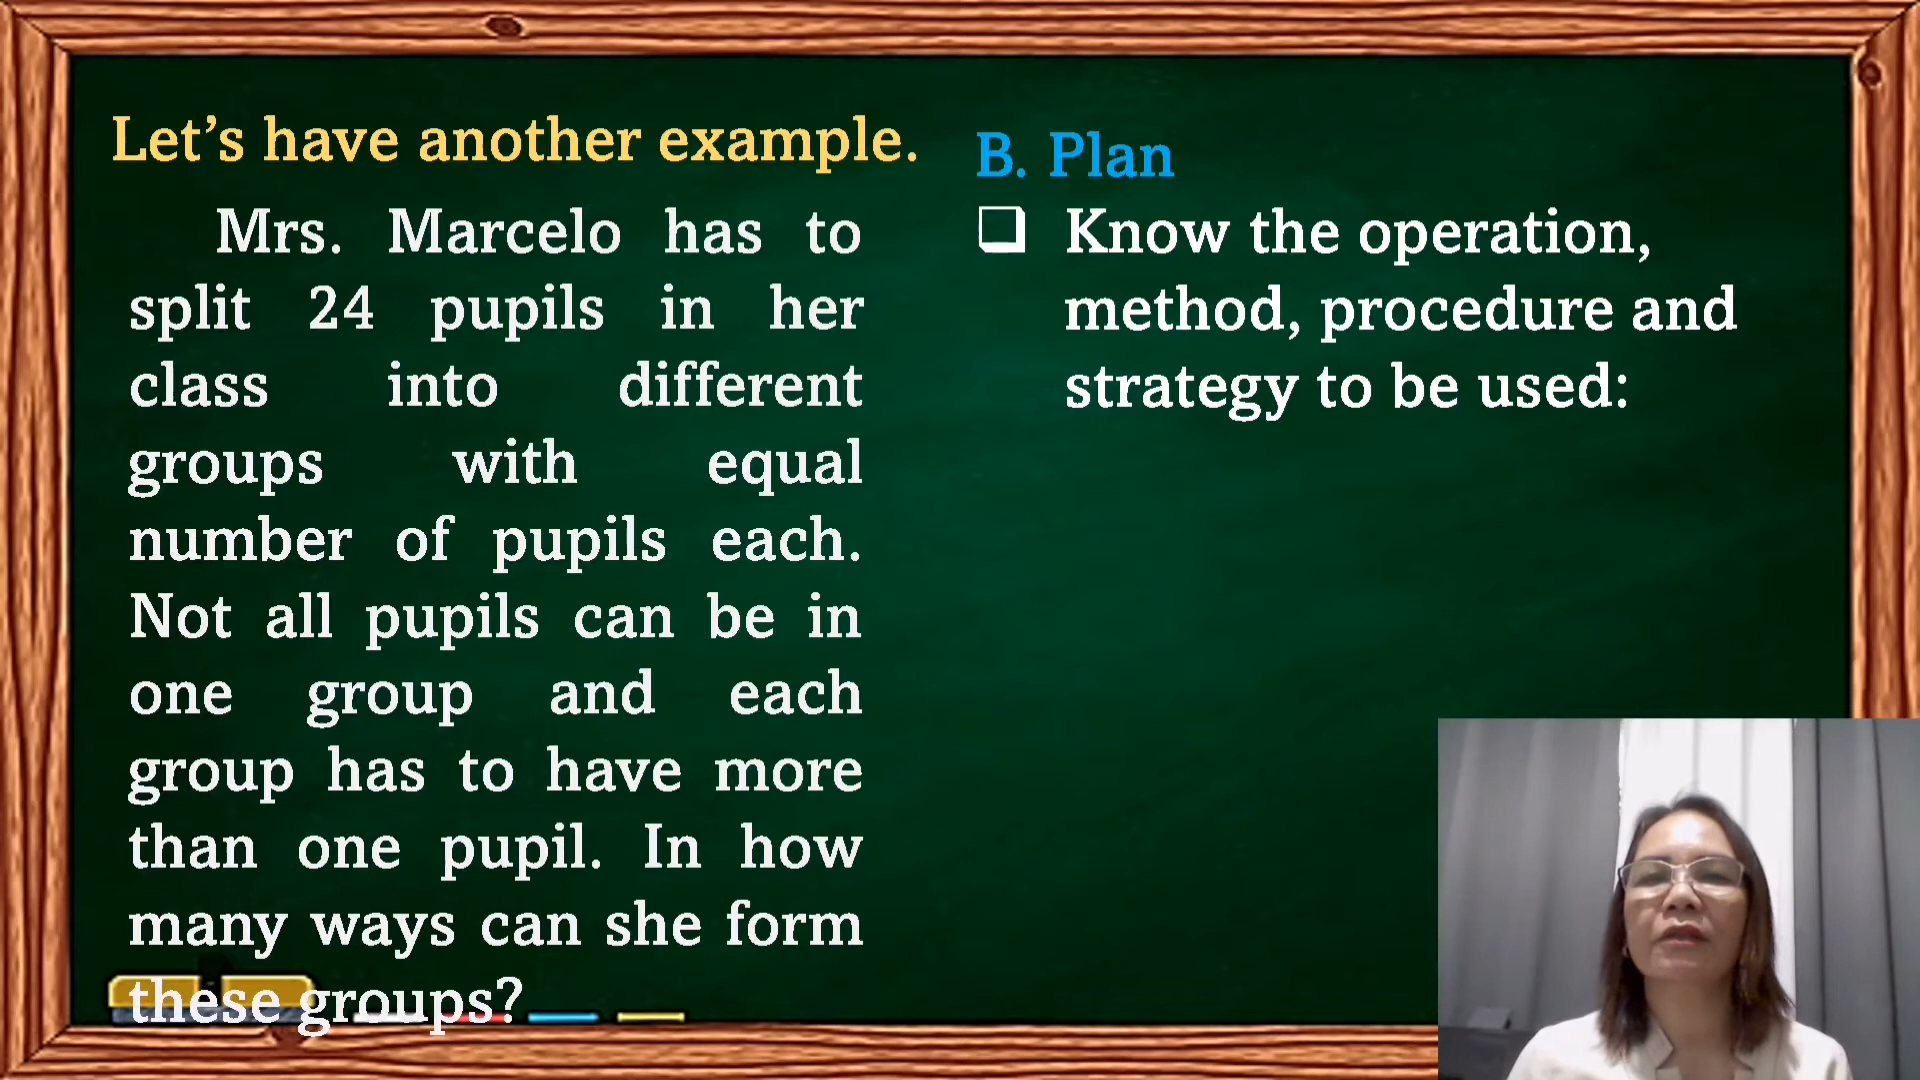 Let’s have another example.
Mrs. Marcelo has to
split 24 pupils in her
class into different
groups with equal
number of pupils each.
Not all pupils can be in
one group and each
group has to have more
than one pupil. In how
many ways can she form
these groups?
B. Plan
❑ Know the operation,
method, procedure and
strategy to be used: